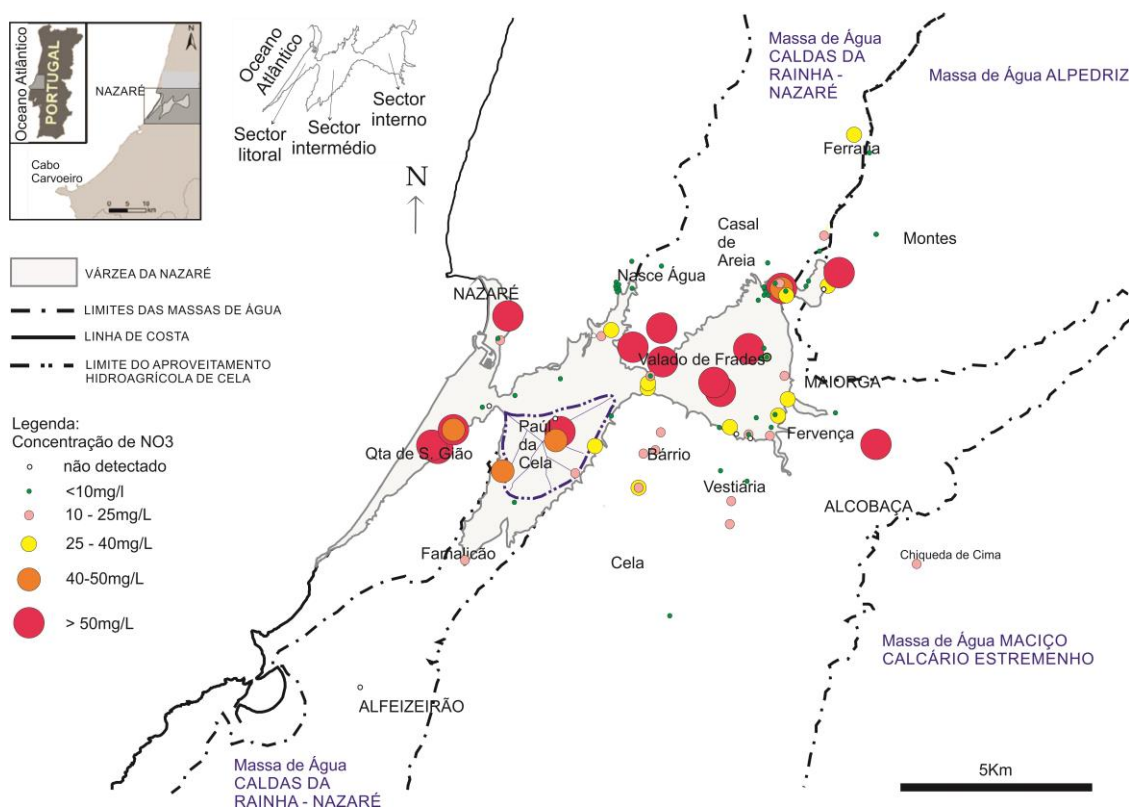 Oceano Atlântico
PORTUGAL
N
NAZARÉ
Cabo
Carvoeiro
0 5 10
km
Oceano
Atlântico
Sector
interno
Sector
intermédio
Sector
litoral
N
Massa de Água
CALDAS DA
RAINHA -
NAZARÉ
Massa de Água ALPEDRIZ
VÁRZEA DA NAZARÉ
LIMITES DAS MASSAS DE ÁGUA
LINHA DE COSTA
LIMITE DO APROVEITAMENTO
HIDROAGRÍCOLA DE CELA
Legenda:
Concentração de NO3
não detectado
<10mg/l
10 - 25mg/L
25 - 40mg/L
40-50mg/L
> 50mg/L
Ferraria
Montes
Casal
de
Areia
Nasce Água
NAZARÉ
Valado de Frades
MAIORGA
Fervença
Paúl
da
Cela
Qta de S. Gião
Bárrio
Vestiaria
ALCOBAÇA
Famalicão
Cela
Chiqueda de Cima
Massa de Água MACIÇO
CALCÁRIO ESTREMENHO
ALFEIZEIRÃO
Massa de Água
CALDAS DA
RAINHA - NAZARÉ
5Km